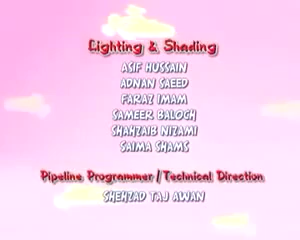 Lighting & Shading
ASIF HUSSAIN
ADNAN SAEED
FARAZ IMAM
SAMEER BALOCH
SHAHZAIB NIZAMI
SAIMA SHAMS
Pipeline Programmer / Technical Direction
SHEHZAD TAJ AWAN